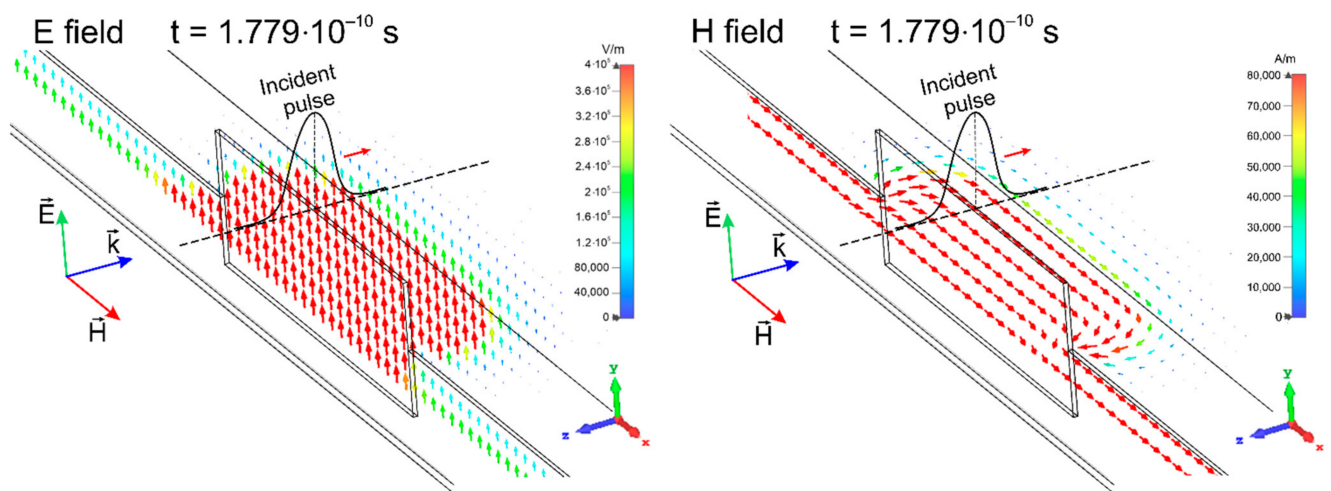 E field t = 1.779·10⁻¹⁰ s
V/m
4·10⁵
3.6·10⁵
3.2·10⁵
2.8·10⁵
2.4·10⁵
2·10⁵
1.6·10⁵
1.2·10⁵
80,000
40,000
0
Incident
pulse
E⃗
k⃗
H⃗
y
z
x
H field t = 1.779·10⁻¹⁰ s
A/m
80,000
70,000
60,000
50,000
40,000
30,000
20,000
10,000
0
Incident
pulse
E⃗
k⃗
H⃗
Y
z
x